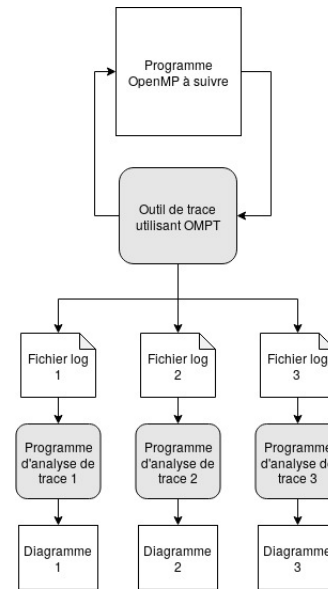 Programme
OpenMP à suivre
Outil de trace
utilisant OMPT
Fichier log
1
Fichier log
2
Fichier log
3
Programme
d'analyse de
trace 1
Programme
d'analyse de
trace 2
Programme
d'analyse de
trace 3
Diagramme
1
Diagramme
2
Diagramme
3